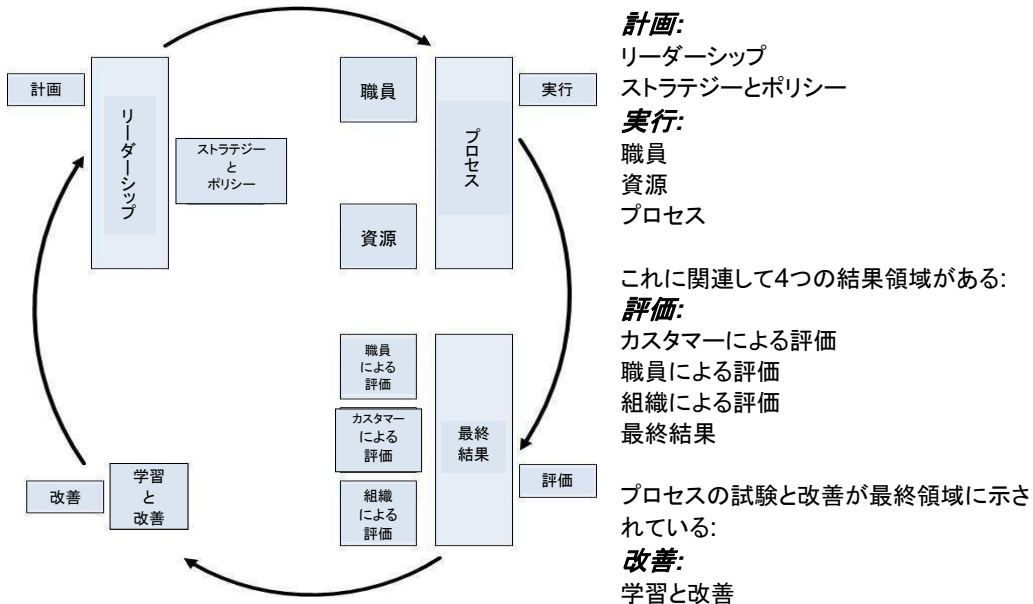 計画
リーダーシップ
ストラテジー
と
ポリシー
職員
資源
プロセス
実行
職員
による
評価
カスタマー
による
評価
組織
による
評価
最終
結果
評価
学習
と
改善
改善
計画:
リーダーシップ
ストラテジーとポリシー
実行:
職員
資源
プロセス
これに関連して4つの結果領域がある:
評価:
カスタマーによる評価
職員による評価
組織による評価
最終結果
プロセスの試験と改善が最終領域に示さ
れている:
改善:
学習と改善